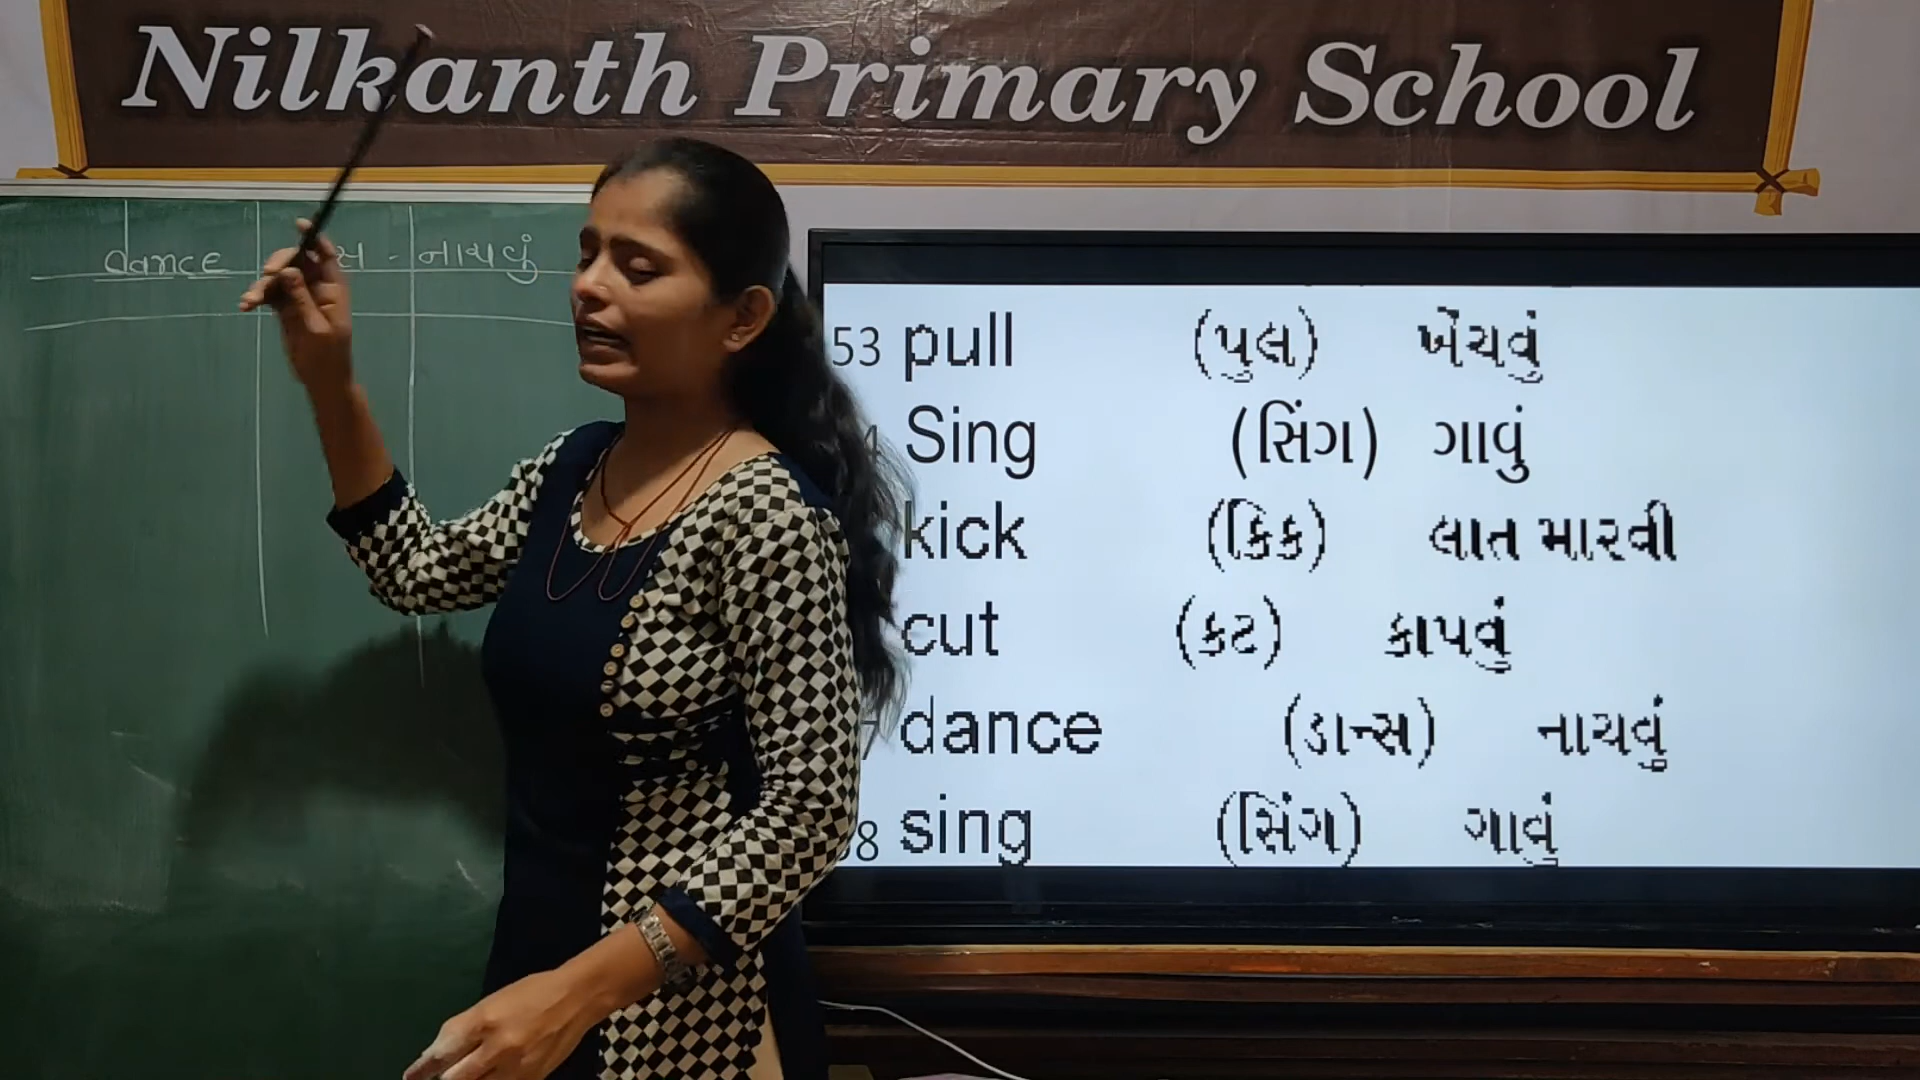 Nilkanth Primary School
Dance સ - નાચવું
53 pull (પુલ) ખેંચવું
Sing (સિંગ) ગાવું
kick (કિક) લાત મારવી
cut (કટ) કાપવું
dance (ડાન્સ) નાચવું
8 sing (સિંગ) ગાવું